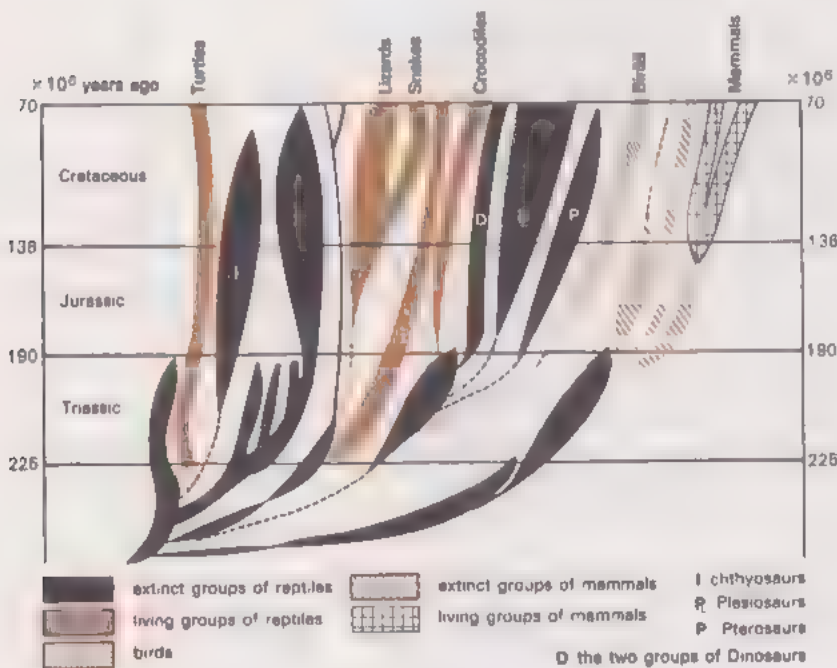 Turtles
Lizards
Snakes
Crocodiles
Birds
Mammals
× 10⁶ years ago
× 10⁶
70
70
Cretaceous
D
P
I
136
136
Jurassic
190
190
Triassic
225
225
extinct groups of reptiles
extinct groups of mammals
I chthyosaurs
living groups of reptiles
living groups of mammals
Plesiosaurs
birds
P Pterosaurs
D the two groups of Dinosaurs